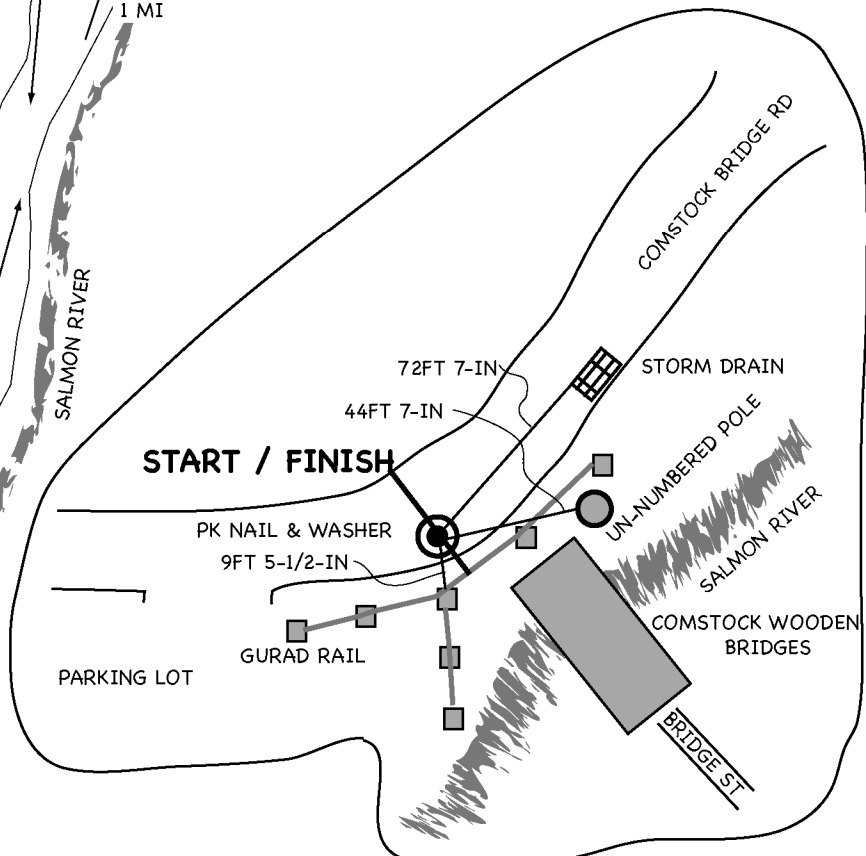 1 MI
COMSTOCK BRIDGE RD
SALMON RIVER
72FT 7-IN
STORM DRAIN
44FT 7-IN
START / FINISH
UN-NUMBERED POLE
PK NAIL & WASHER
9FT 5-1/2-IN
SALMON RIVER
COMSTOCK WOODEN
BRIDGES
GURAD RAIL
PARKING LOT
BRIDGE ST